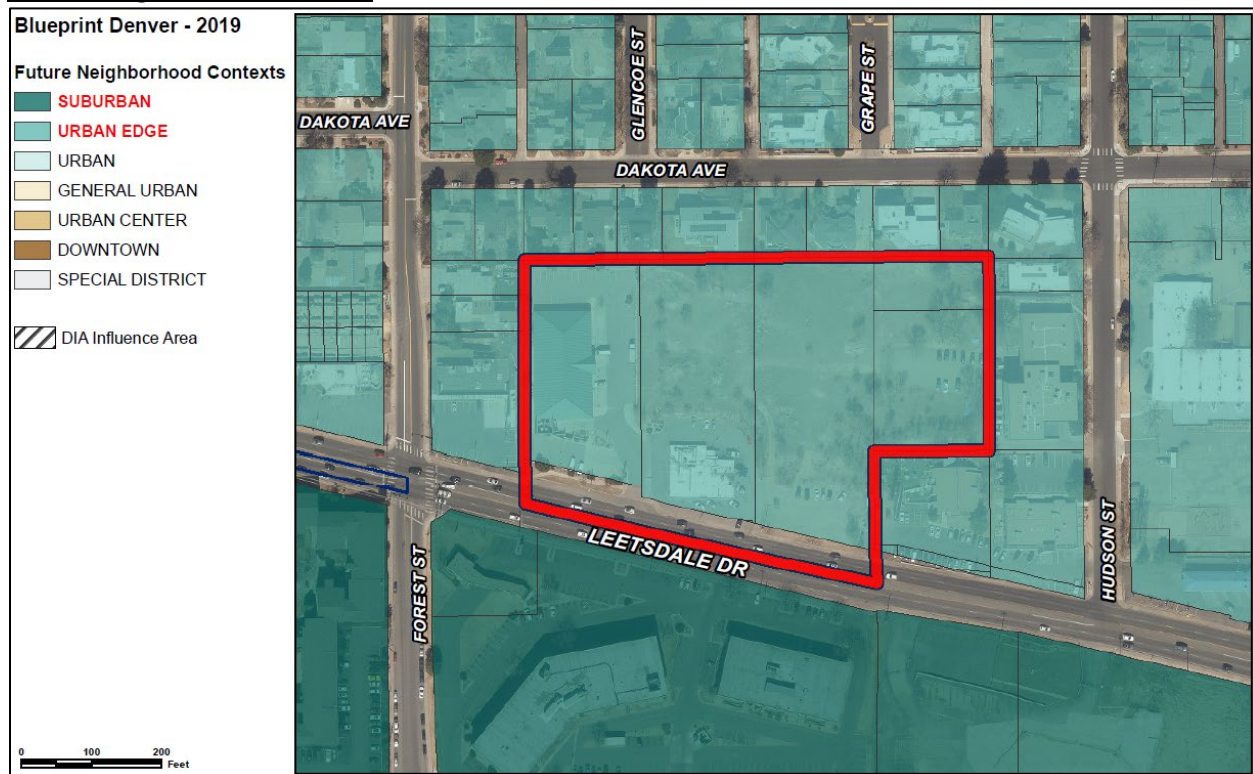 Blueprint Denver - 2019
Future Neighborhood Contexts
SUBURBAN
URBAN EDGE
URBAN
GENERAL URBAN
URBAN CENTER
DOWNTOWN
SPECIAL DISTRICT
DIA Influence Area
0 100 200
Feet
DAKOTA AVE
GLENCOE ST
GRAPE ST
DAKOTA AVE
LEETSDALE DR
FOREST ST
HUDSON ST